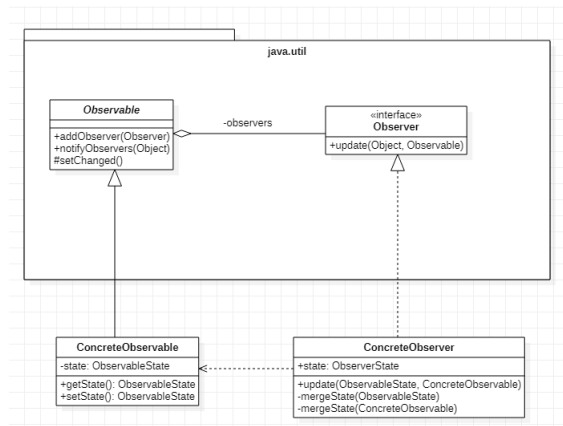 java.util
Observable
+addObserver(Observer)
+notifyObservers(Object)
#setChanged()
-observers
«interface»
Observer
+update(Object, Observable)
ConcreteObservable
-state: ObservableState
+getState(): ObservableState
+setState(): ObservableState
ConcreteObserver
+state: ObserverState
+update(ObservableState, ConcreteObservable)
-mergeState(ObservableState)
-mergeState(ConcreteObservable)